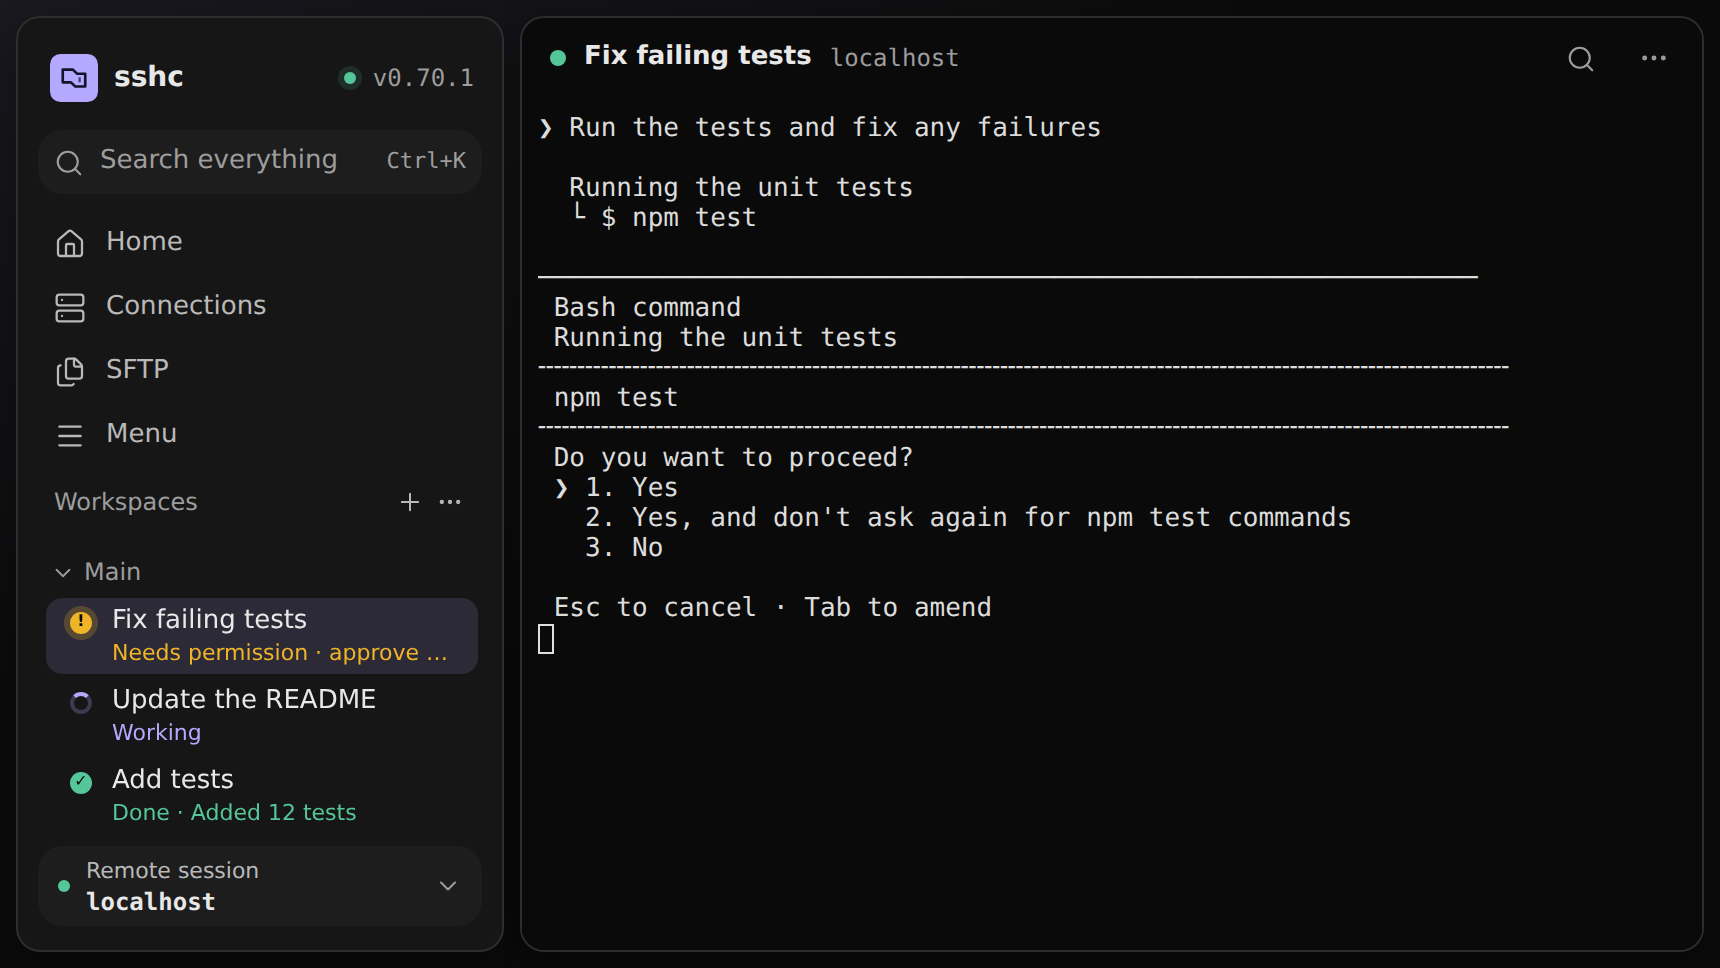 sshc
v0.70.1
Search everything Ctrl+K
Home
Connections
SFTP
Menu
Workspaces
Main
Fix failing tests
Needs permission · approve …
Update the README
Working
Add tests
Done · Added 12 tests
Remote session
localhost
Fix failing tests localhost
❯ Run the tests and fix any failures
Running the unit tests
└ $ npm test
Bash command
Running the unit tests
npm test
Do you want to proceed?
❯ 1. Yes
2. Yes, and don't ask again for npm test commands
3. No
Esc to cancel · Tab to amend